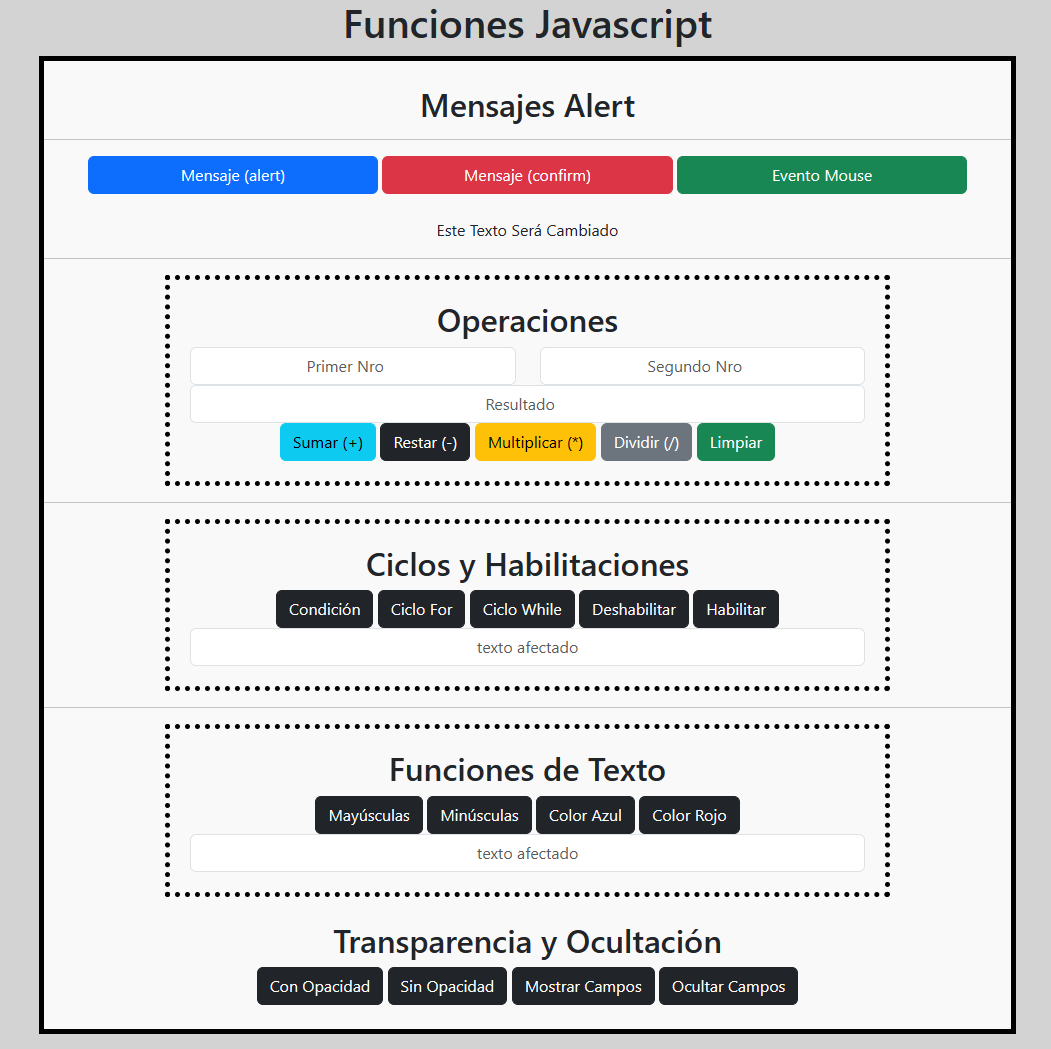 Funciones Javascript
Mensajes Alert
Mensaje (alert) Mensaje (confirm) Evento Mouse
Este Texto Será Cambiado
Operaciones
Primer Nro Segundo Nro
Resultado
Sumar (+) Restar (-) Multiplicar (*) Dividir (/) Limpiar
Ciclos y Habilitaciones
Condición Ciclo For Ciclo While Deshabilitar Habilitar
texto afectado
Funciones de Texto
Mayúsculas Minúsculas Color Azul Color Rojo
texto afectado
Transparencia y Ocultación
Con Opacidad Sin Opacidad Mostrar Campos Ocultar Campos